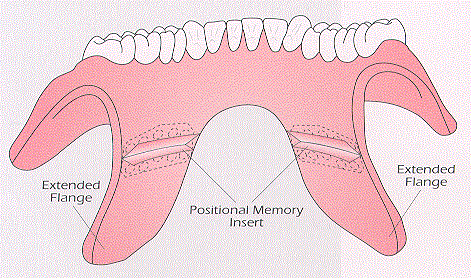 Extended
Flange
Positional Memory
Insert
Extended
Flange